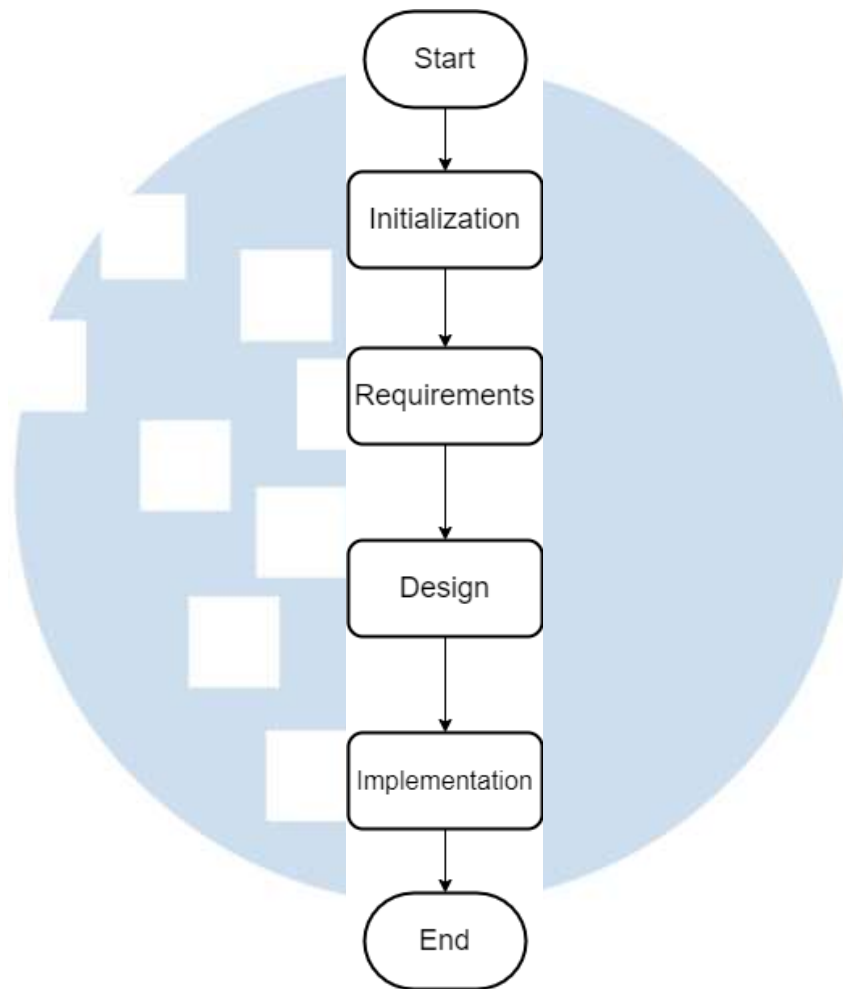 Start
Initialization
Requirements
Design
Implementation
End